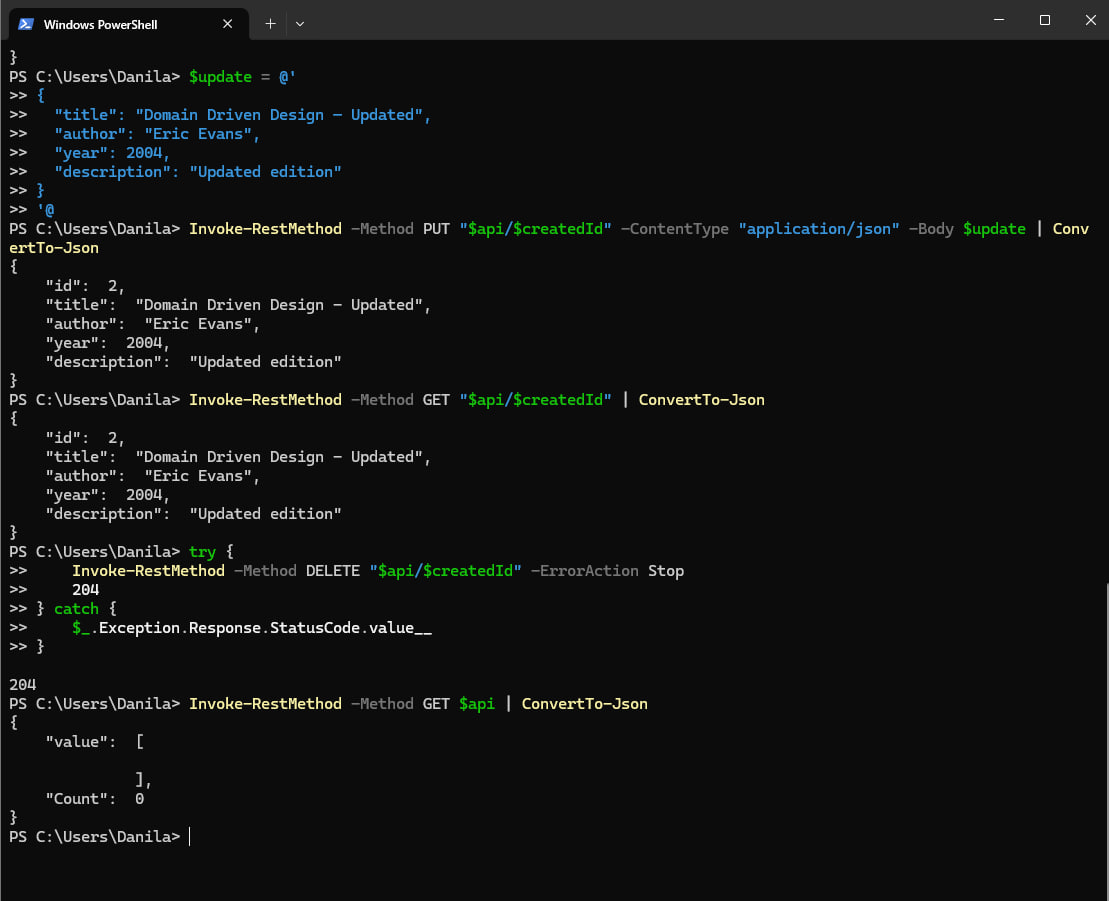 Windows PowerShell
}
PS C:\Users\Danila> $update = @'
>> {
>>   "title": "Domain Driven Design - Updated",
>>   "author": "Eric Evans",
>>   "year": 2004,
>>   "description": "Updated edition"
>> }
>> '@
PS C:\Users\Danila> Invoke-RestMethod -Method PUT "$api/$createdId" -ContentType "application/json" -Body $update | Conv
ertTo-Json
{
    "id":  2,
    "title":  "Domain Driven Design - Updated",
    "author":  "Eric Evans",
    "year":  2004,
    "description":  "Updated edition"
}
PS C:\Users\Danila> Invoke-RestMethod -Method GET "$api/$createdId" | ConvertTo-Json
{
    "id":  2,
    "title":  "Domain Driven Design - Updated",
    "author":  "Eric Evans",
    "year":  2004,
    "description":  "Updated edition"
}
PS C:\Users\Danila> try {
>>     Invoke-RestMethod -Method DELETE "$api/$createdId" -ErrorAction Stop
>>     204
>> } catch {
>>     $_.Exception.Response.StatusCode.value__
>> }

204
PS C:\Users\Danila> Invoke-RestMethod -Method GET $api | ConvertTo-Json
{
    "value":  [

              ],
    "Count":  0
}
PS C:\Users\Danila>